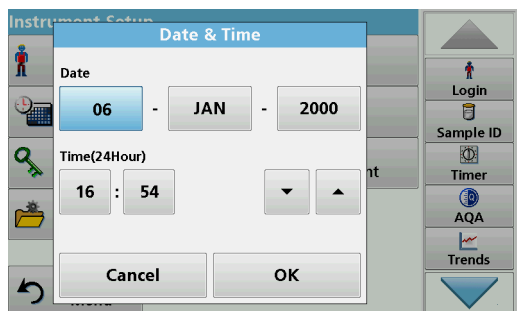 Instrument Setup
Date & Time
Date
06 - JAN - 2000
Time(24Hour)
16 : 54
Cancel
OK
Login
Sample ID
Timer
AQA
Trends